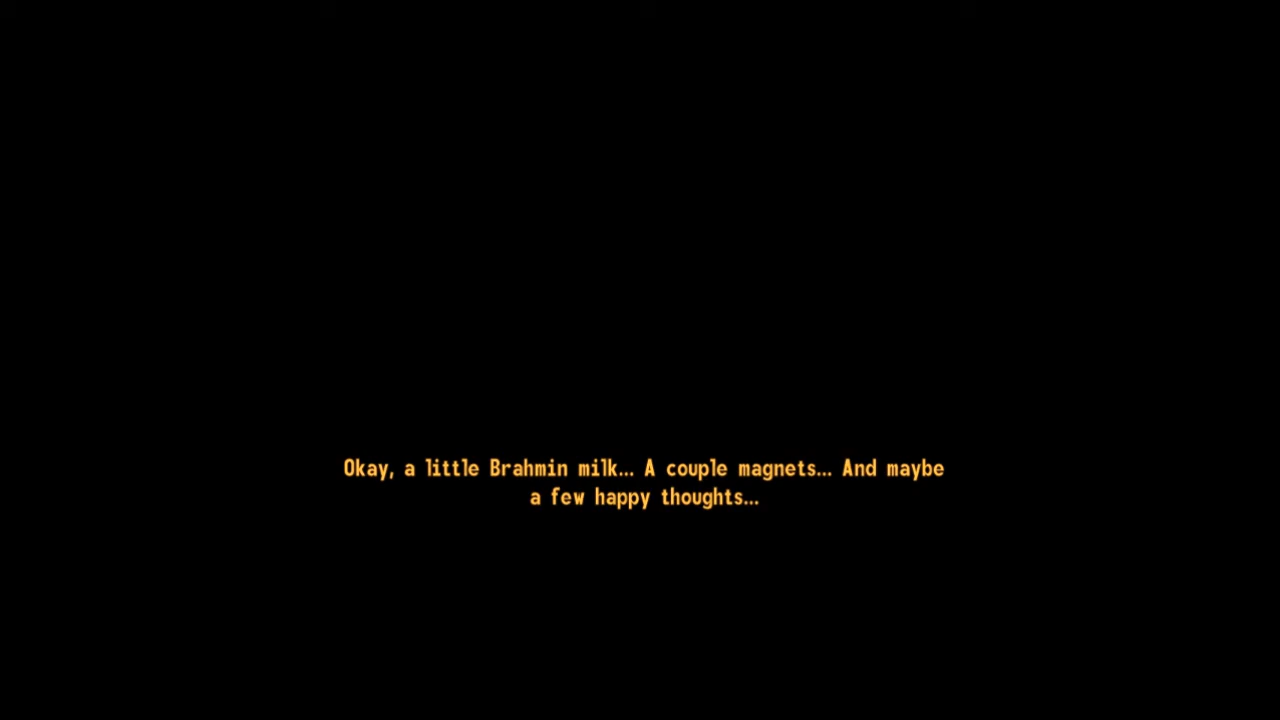 Okay, a little Brahmin milk... A couple magnets... And maybe
a few happy thoughts...